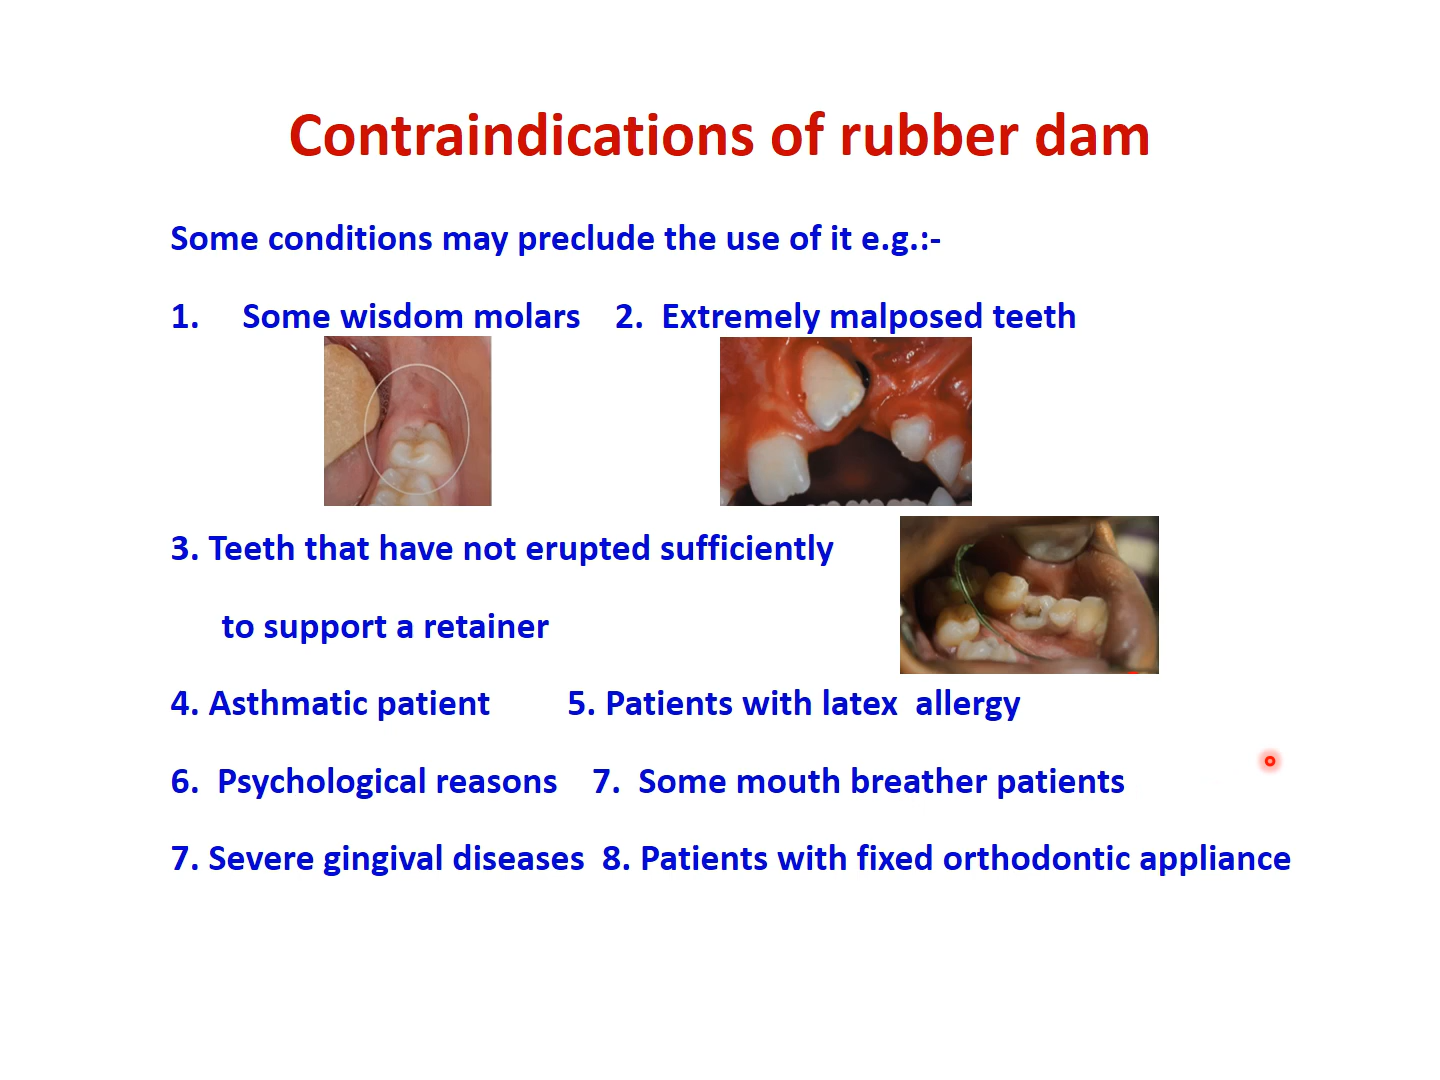 Contraindications of rubber dam
Some conditions may preclude the use of it e.g.:-
1. Some wisdom molars 2. Extremely malposed teeth
3. Teeth that have not erupted sufficiently
to support a retainer
4. Asthmatic patient 5. Patients with latex allergy
6. Psychological reasons 7. Some mouth breather patients
7. Severe gingival diseases 8. Patients with fixed orthodontic appliance